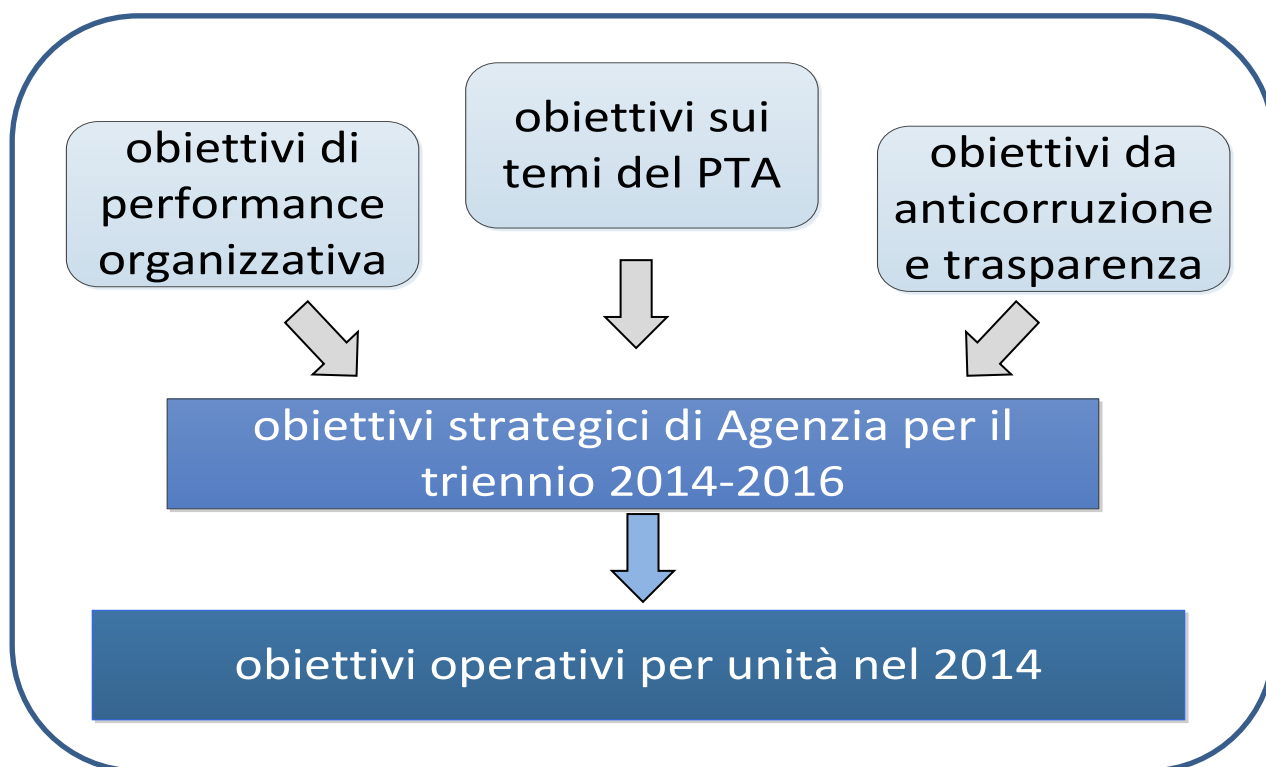 obiettivi di
performance
organizzativa
obiettivi sui
temi del PTA
obiettivi da
anticorruzione
e trasparenza
obiettivi strategici di Agenzia per il
triennio 2014-2016
obiettivi operativi per unità nel 2014